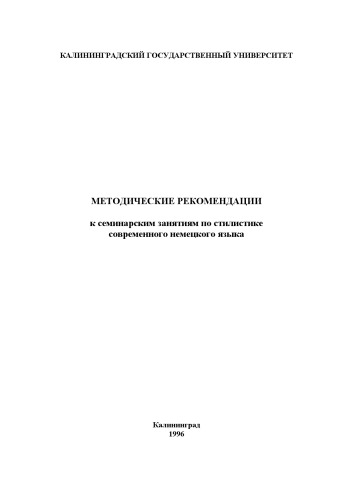 КАЛИНИНГРАДСКИЙ ГОСУДАРСТВЕННЫЙ УНИВЕРСИТЕТ
МЕТОДИЧЕСКИЕ РЕКОМЕНДАЦИИ
к семинарским занятиям по стилистике
современного немецкого языка
Калининград
1996